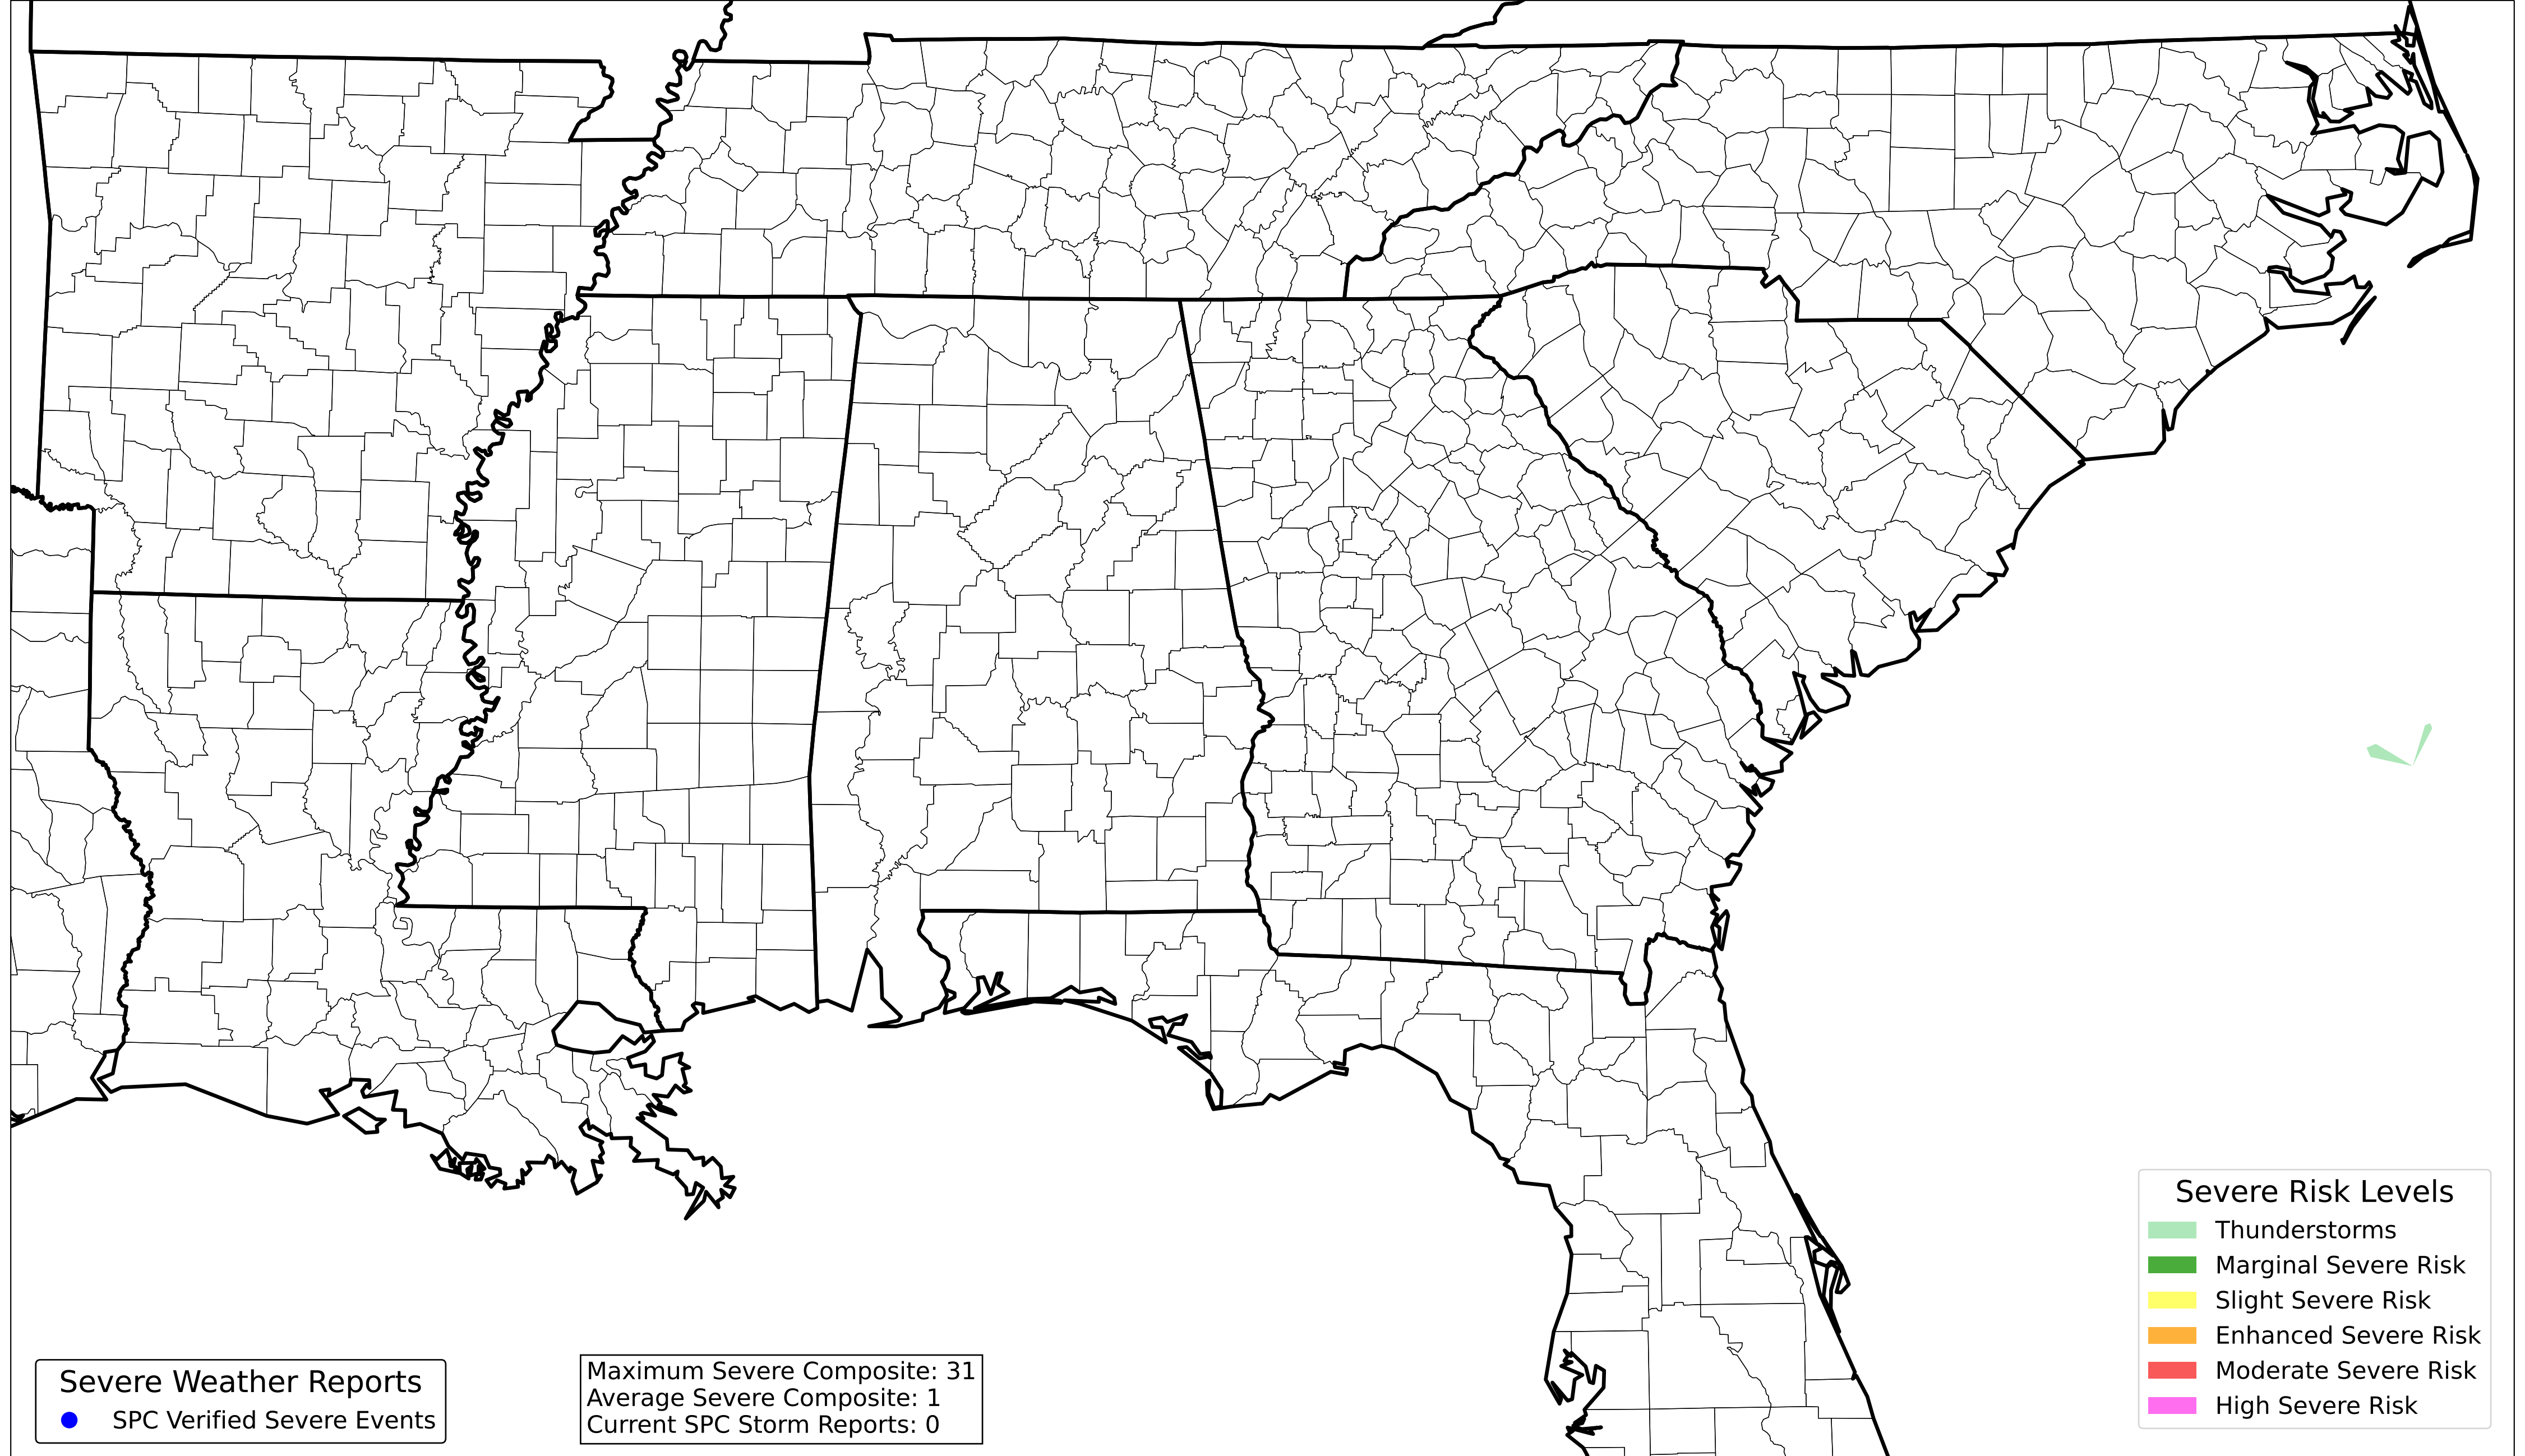 Severe Risk Levels
Thunderstorms
Marginal Severe Risk
Slight Severe Risk
Enhanced Severe Risk
Moderate Severe Risk
High Severe Risk
Severe Weather Reports
SPC Verified Severe Events
Maximum Severe Composite: 31
Average Severe Composite: 1
Current SPC Storm Reports: 0